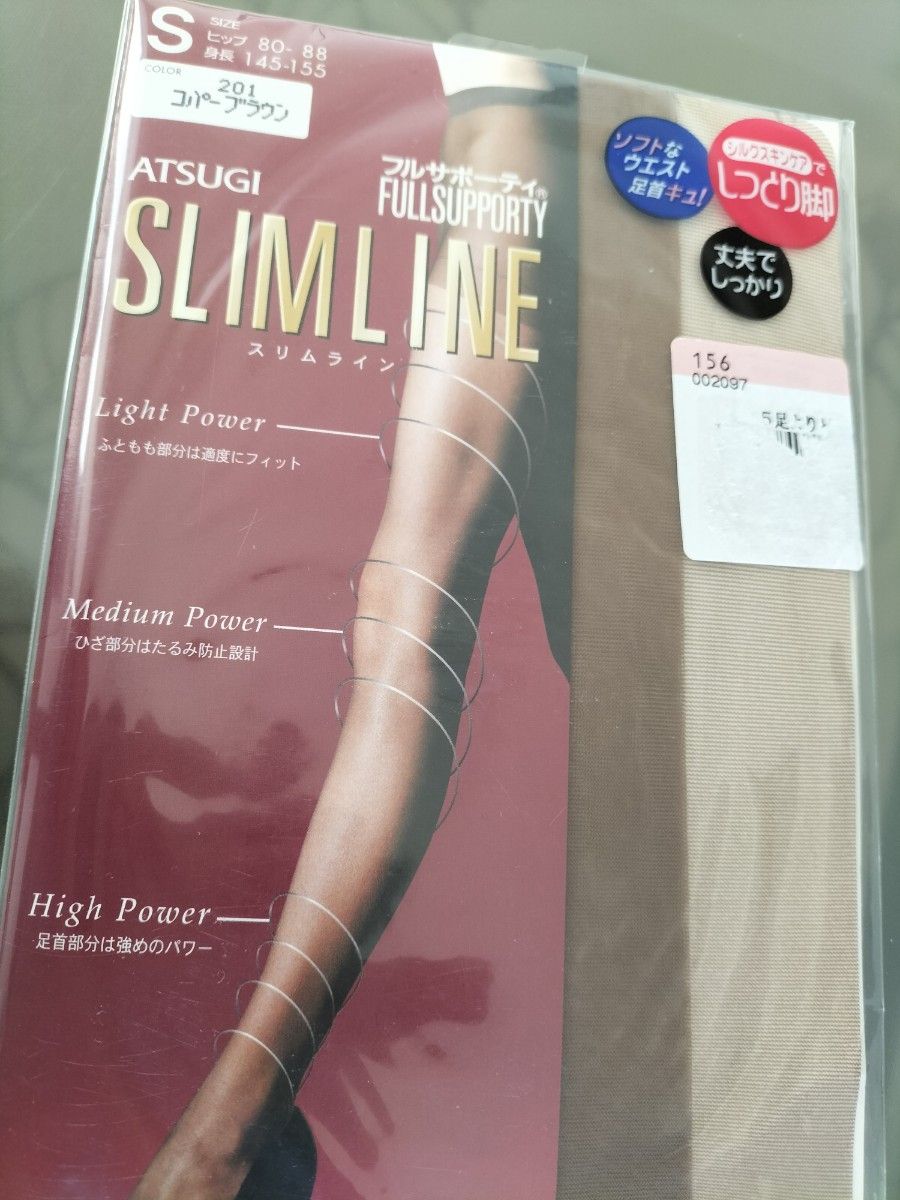 S
SIZE
ヒップ 80-88
身長 145-155
COLOR
201
コパーブラウン
ATSUGI
フルサポーティ®
FULLSUPPORTY
SLIMLINE
スリムライン
ソフトな
ウエスト
足首キュ!
シルクスキンケアで
しっとり脚
丈夫で
しっかり
156
002097
5足よりど
Light Power
ふともも部分は適度にフィット
Medium Power
ひざ部分はたるみ防止設計
High Power
足首部分は強めのパワー